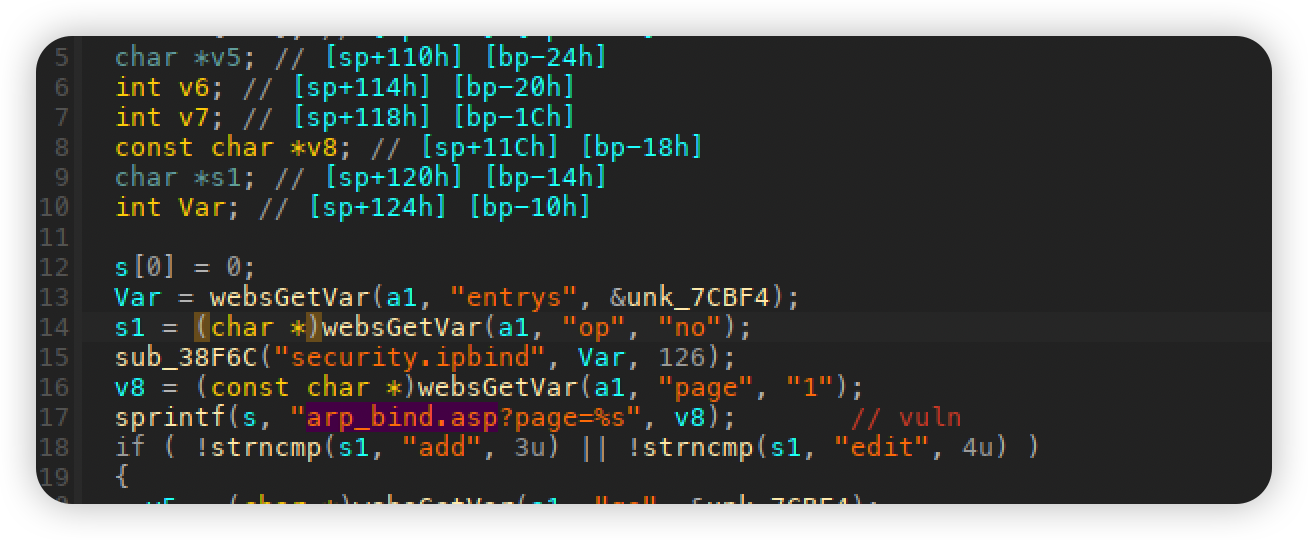 5 char *v5; // [sp+110h] [bp-24h]
6 int v6; // [sp+114h] [bp-20h]
7 int v7; // [sp+118h] [bp-1Ch]
8 const char *v8; // [sp+11Ch] [bp-18h]
9 char *s1; // [sp+120h] [bp-14h]
10 int Var; // [sp+124h] [bp-10h]
11
12 s[0] = 0;
13 Var = websGetVar(a1, "entrys", &unk_7CBF4);
14 s1 = (char *)websGetVar(a1, "op", "no");
15 sub_38F6C("security.ipbind", Var, 126);
16 v8 = (const char *)websGetVar(a1, "page", "1");
17 sprintf(s, "arp_bind.asp?page=%s", v8); // vuln
18 if ( !strncmp(s1, "add", 3u) || !strncmp(s1, "edit", 4u) )
19 {